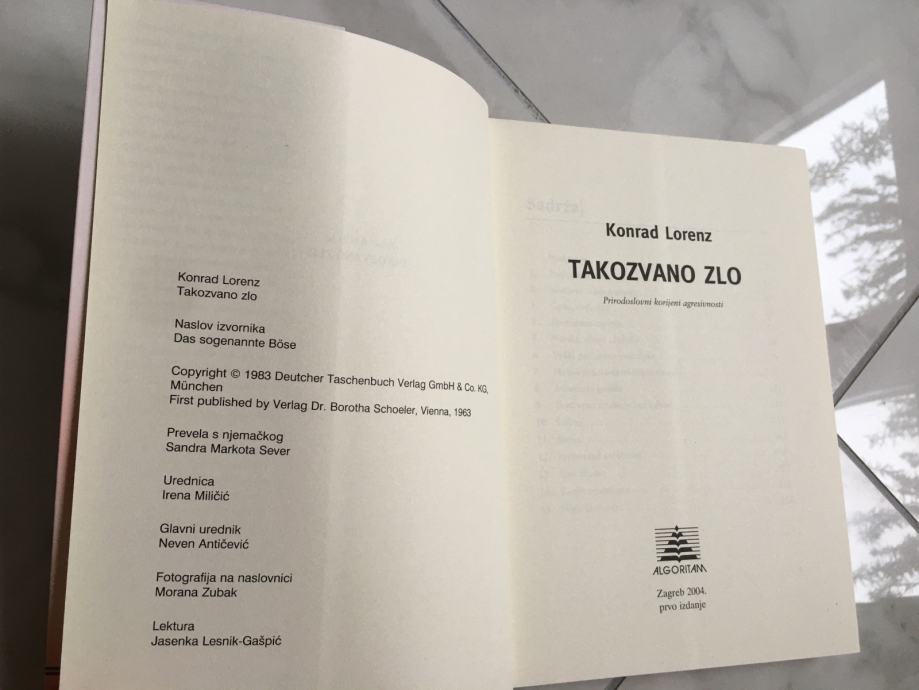 Konrad Lorenz
Takozvano zlo
Naslov izvornika
Das sogenannte Böse
Copyright © 1983 Deutcher Taschenbuch Verlag GmbH & Co. KG,
München
First published by Verlag Dr. Borotha Schoeler, Vienna, 1963
Prevela s njemačkog
Sandra Markota Sever
Urednica
Irena Miličić
Glavni urednik
Neven Antičević
Fotografija na naslovnici
Morana Zubak
Lektura
Jasenka Lesnik-Gašpić
Sadržaj
Konrad Lorenz
TAKOZVANO ZLO
Prirodoslovni korijeni agresivnosti
ALGORITAM
Zagreb 2004.
prvo izdanje